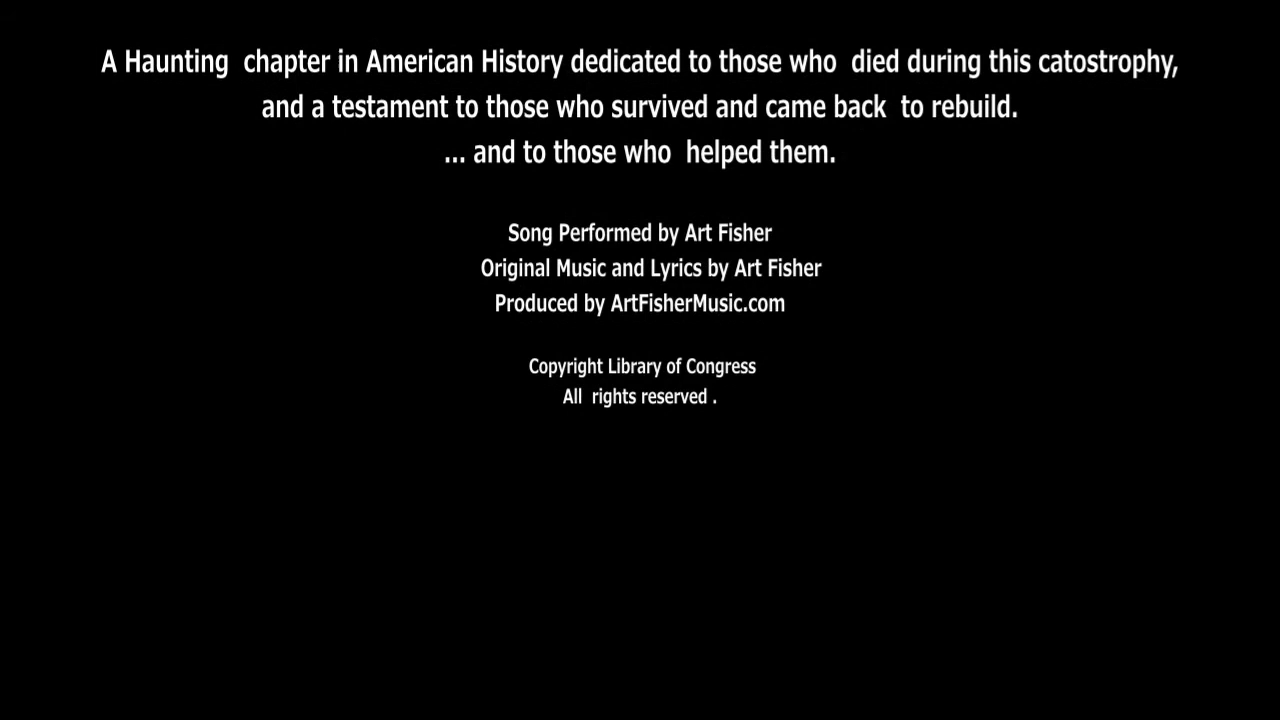 A Haunting  chapter in American History dedicated to those who  died during this catostrophy,
and a testament to those who survived and came back  to rebuild.
... and to those who  helped them.
Song Performed by Art Fisher
Original Music and Lyrics by Art Fisher
Produced by ArtFisherMusic.com
Copyright Library of Congress
All  rights reserved .